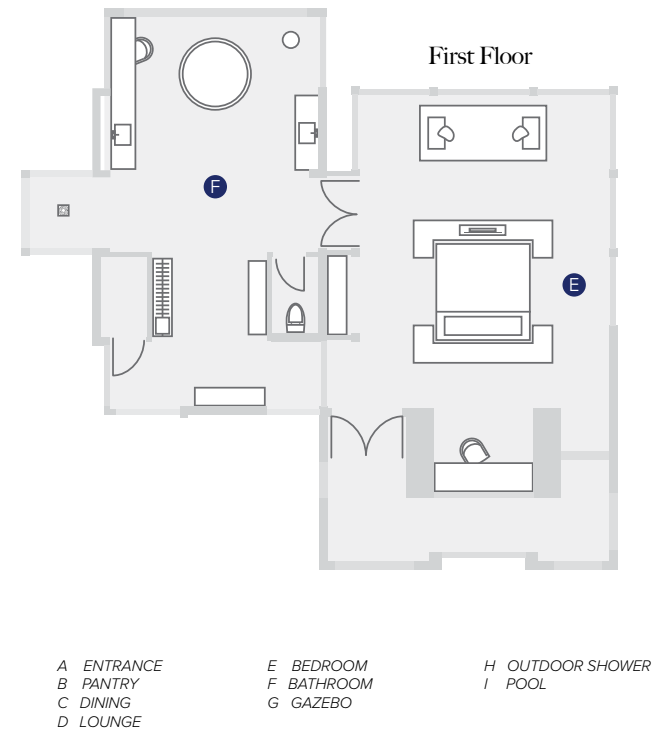 First Floor
F
E
A ENTRANCE
B PANTRY
C DINING
D LOUNGE
E BEDROOM
F BATHROOM
G GAZEBO
H OUTDOOR SHOWER
I POOL